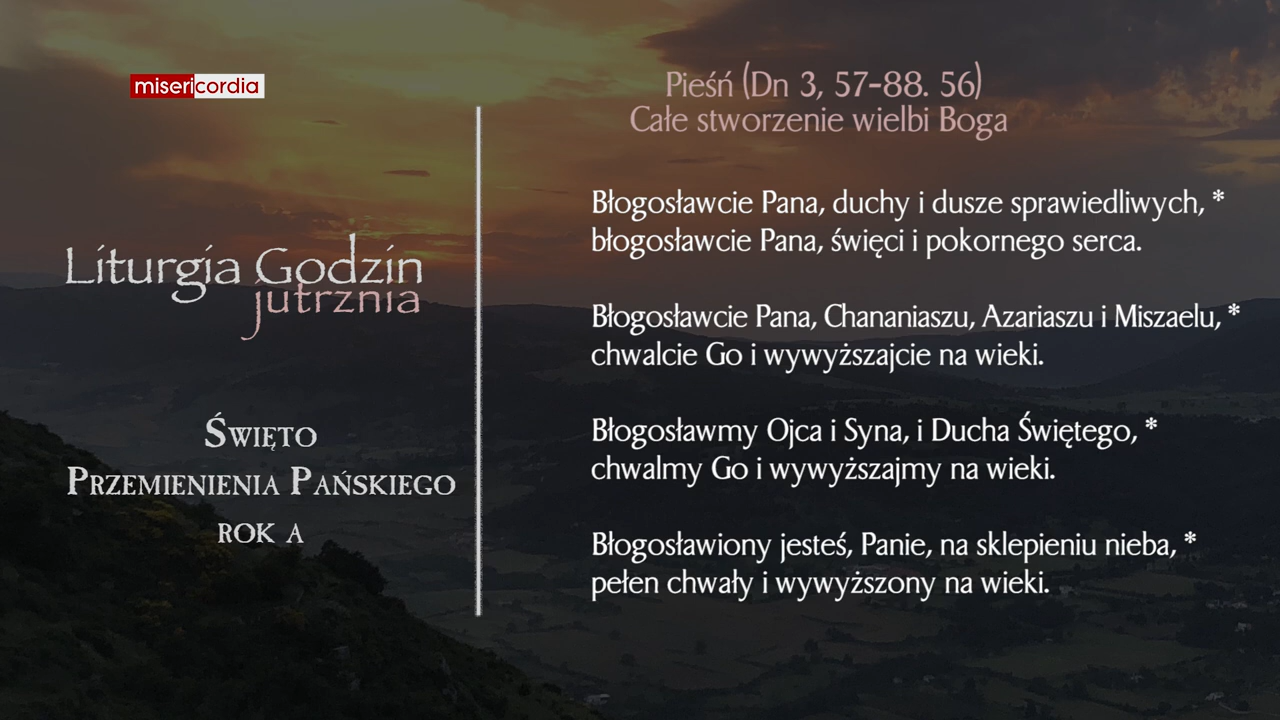 misericordia
Liturgia Godzin
jutrznia
Święto
Przemienienia Pańskiego
rok a
Pieśń (Dn 3, 57-88. 56)
Całe stworzenie wielbi Boga
Błogosławcie Pana, duchy i dusze sprawiedliwych, *
błogosławcie Pana, święci i pokornego serca.
Błogosławcie Pana, Chananiaszu, Azariaszu i Miszaelu, *
chwalcie Go i wywyższajcie na wieki.
Błogosławmy Ojca i Syna, i Ducha Świętego, *
chwalmy Go i wywyższajmy na wieki.
Błogosławiony jesteś, Panie, na sklepieniu nieba, *
pełen chwały i wywyższony na wieki.